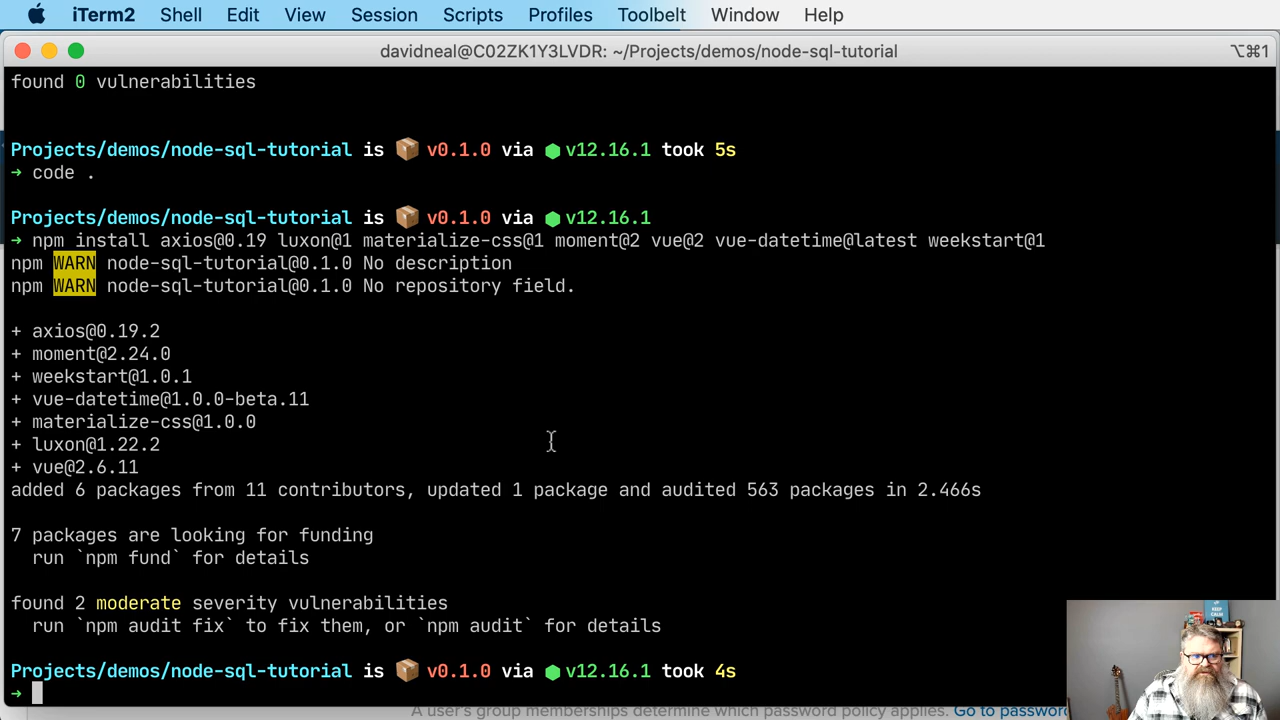 iTerm2 Shell Edit View Session Scripts Profiles Toolbelt Window Help
davidneal@C02ZK1Y3LVDR: ~/Projects/demos/node-sql-tutorial ⌥⌘1
found 0 vulnerabilities
Projects/demos/node-sql-tutorial is 📦 v0.1.0 via ⬢ v12.16.1 took 5s
➜ code .
Projects/demos/node-sql-tutorial is 📦 v0.1.0 via ⬢ v12.16.1
➜ npm install axios@0.19 luxon@1 materialize-css@1 moment@2 vue@2 vue-datetime@latest weekstart@1
npm WARN node-sql-tutorial@0.1.0 No description
npm WARN node-sql-tutorial@0.1.0 No repository field.
+ axios@0.19.2
+ moment@2.24.0
+ weekstart@1.0.1
+ vue-datetime@1.0.0-beta.11
+ materialize-css@1.0.0
+ luxon@1.22.2
+ vue@2.6.11
added 6 packages from 11 contributors, updated 1 package and audited 563 packages in 2.466s
7 packages are looking for funding
run `npm fund` for details
found 2 moderate severity vulnerabilities
run `npm audit fix` to fix them, or `npm audit` for details
Projects/demos/node-sql-tutorial is 📦 v0.1.0 via ⬢ v12.16.1 took 4s
➜
A user's group memberships determine which password policy applies. Go to password
KEEP CALM